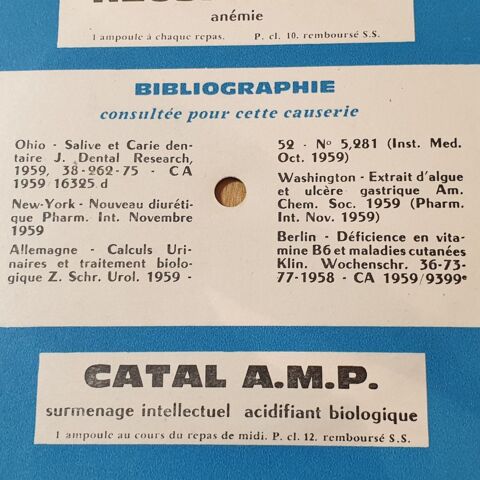 anémie
1 ampoule à chaque repas. P. cl. 10. remboursé S.S.
BIBLIOGRAPHIE
consultée pour cette causerie
Ohio - Salive et Carie den-
taire J. Dental Research,
1959, 38-262-75 - CA
1959/16325 d
New-York - Nouveau diuréti-
que Pharm. Int. Novembre
1959
Allemagne - Calculs Uri-
naires et traitement biolo-
gique Z. Schr. Urol. 1959 -
52 - Nº 5,281 (Inst. Med.
Oct. 1959)
Washington - Extrait d'algue
et ulcère gastrique Am.
Chem. Soc. 1959 (Pharm.
Int. Nov. 1959)
Berlin - Déficience en vita-
mine B6 et maladies cutanées
Klin. Wochenschr. 36-73-
77-1958 - CA 1959/9399e
CATAL A.M.P.
surmenage intellectuel acidifiant biologique
1 ampoule au cours du repas de midi. P. cl. 12. remboursé S.S.